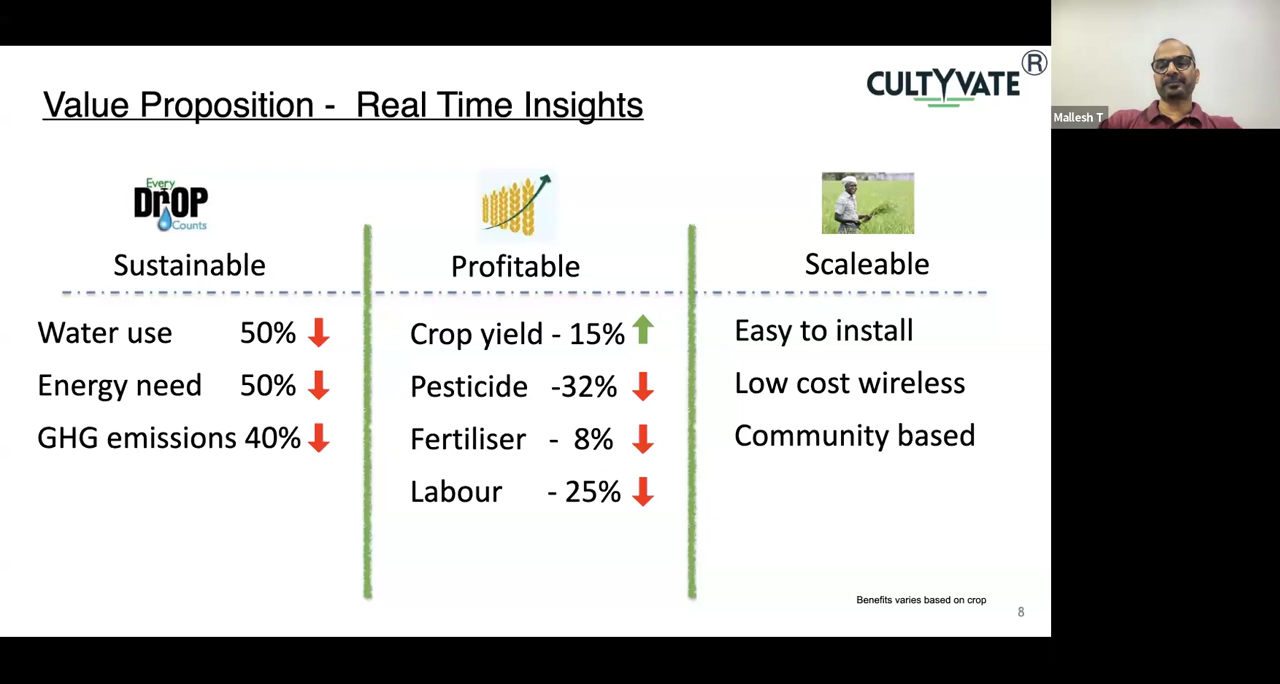 CULTYVATE ®
Value Proposition - Real Time Insights
Mallesh T
Every
DROP
Counts
Sustainable
Water use 50%
Energy need 50%
GHG emissions 40%
Profitable
Crop yield - 15%
Pesticide -32%
Fertiliser - 8%
Labour - 25%
Scaleable
Easy to install
Low cost wireless
Community based
Benefits varies based on crop
8